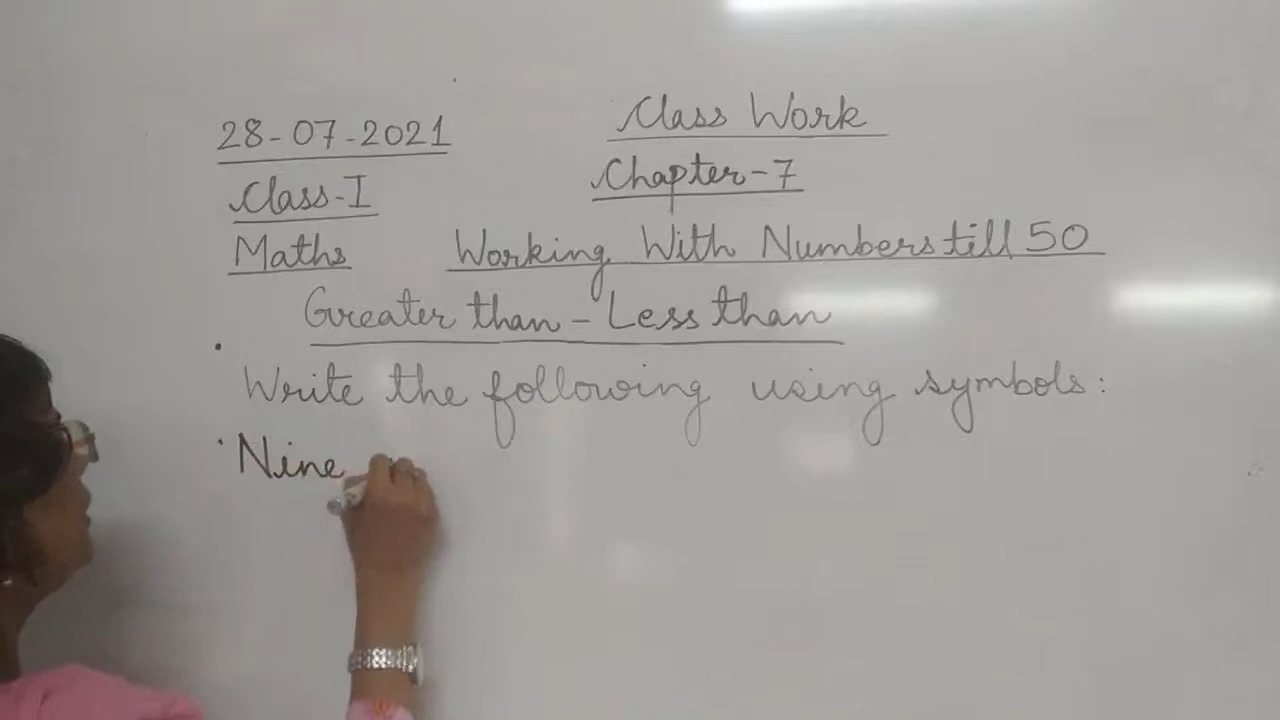 28-07-2021 Class Work
Class-I Chapter-7
Maths Working With Numbers till 50
Greater than - Less than
Write the following using symbols:
Nine